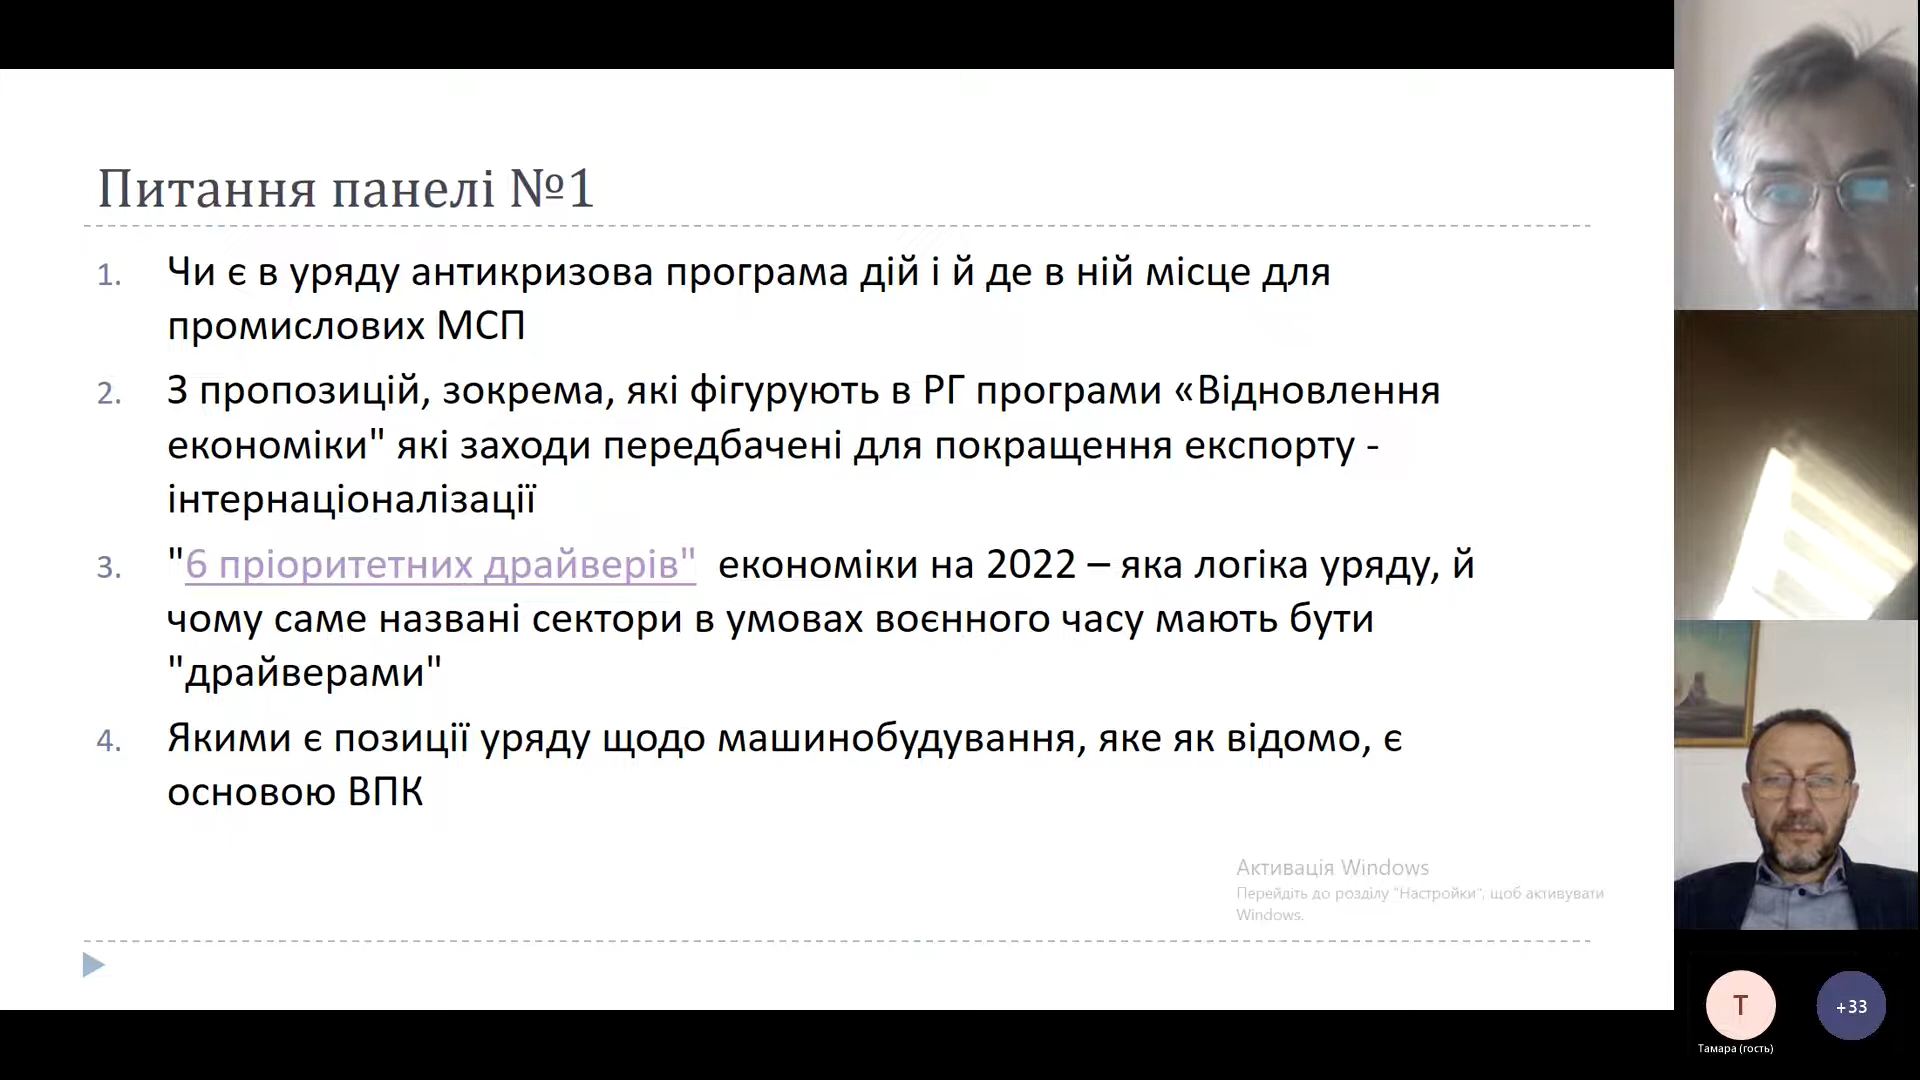 Питання панелі №1
1. Чи є в уряду антикризова програма дій і й де в ній місце для
промислових МСП
2. З пропозицій, зокрема, які фігурують в РГ програми «Відновлення
економіки" які заходи передбачені для покращення експорту -
інтернаціоналізації
3. "6 пріоритетних драйверів" економіки на 2022 – яка логіка уряду, й
чому саме названі сектори в умовах воєнного часу мають бути
"драйверами"
4. Якими є позиції уряду щодо машинобудування, яке як відомо, є
основою ВПК
Активація Windows
Перейдіть до розділу "Настройки", щоб активувати
Windows.
T
+33
Тамара (гость)